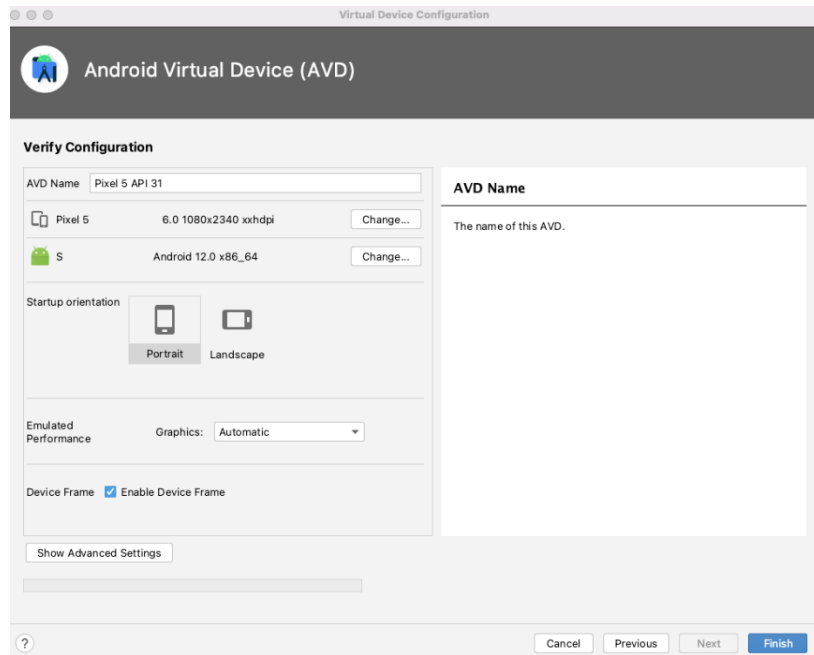 Virtual Device Configuration
Android Virtual Device (AVD)
Verify Configuration
AVD Name Pixel 5 API 31
Pixel 5 6.0 1080x2340 xxhdpi Change...
S Android 12.0 x86_64 Change...
Startup orientation
Portrait Landscape
Emulated
Performance
Graphics: Automatic
Device Frame Enable Device Frame
Show Advanced Settings
AVD Name
The name of this AVD.
? Cancel Previous Next Finish